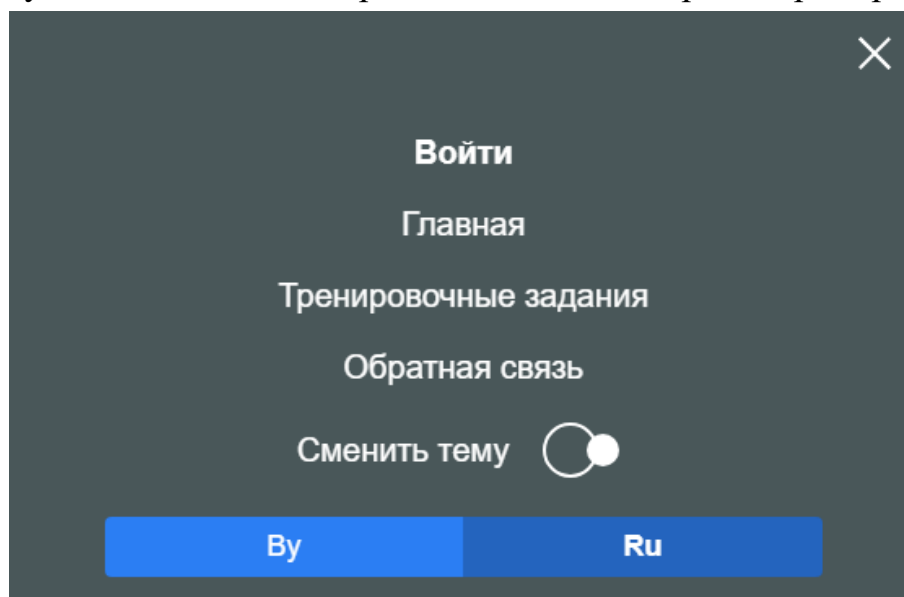 Войти
Главная
Тренировочные задания
Обратная связь
Сменить тему
By Ru